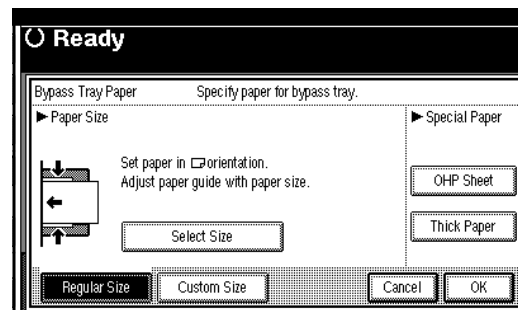 Ready
Bypass Tray Paper Specify paper for bypass tray.
► Paper Size
► Special Paper
Set paper in orientation.
Adjust paper guide with paper size.
OHP Sheet
Select Size
Thick Paper
Regular Size
Custom Size
Cancel
OK